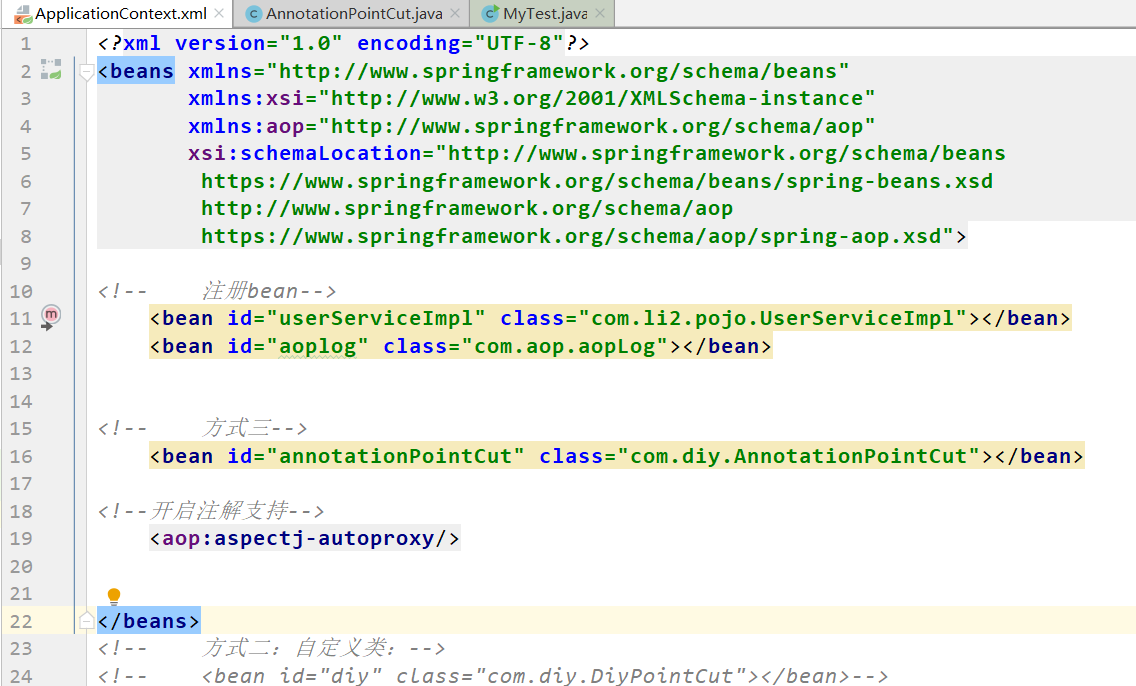 ApplicationContext.xml AnnotationPointCut.java MyTest.java
1 <?xml version="1.0" encoding="UTF-8"?>
2 <beans xmlns="http://www.springframework.org/schema/beans"
3 xmlns:xsi="http://www.w3.org/2001/XMLSchema-instance"
4 xmlns:aop="http://www.springframework.org/schema/aop"
5 xsi:schemaLocation="http://www.springframework.org/schema/beans
6 https://www.springframework.org/schema/beans/spring-beans.xsd
7 http://www.springframework.org/schema/aop
8 https://www.springframework.org/schema/aop/spring-aop.xsd">
9
10 <!-- 注册bean-->
11 <bean id="userServiceImpl" class="com.li2.pojo.UserServiceImpl"></bean>
12 <bean id="aoplog" class="com.aop.aopLog"></bean>
13
14
15 <!-- 方式三-->
16 <bean id="annotationPointCut" class="com.diy.AnnotationPointCut"></bean>
17
18 <!--开启注解支持-->
19 <aop:aspectj-autoproxy/>
20
21
22 </beans>
23 <!-- 方式二：自定义类：-->
24 <!-- <bean id="diy" class="com.diy.DiyPointCut"></bean>-->